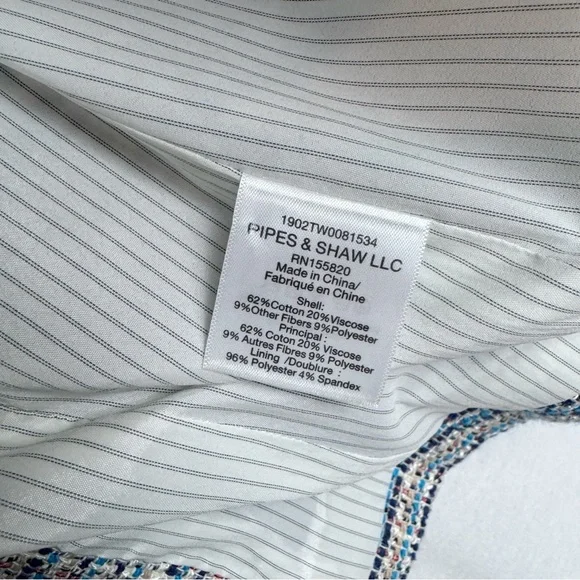 1902TW0081534
PIPES & SHAW LLC
RN155820
Made in China/
Fabriqué en Chine
Shell:
62%Cotton 20%Viscose
9%Other Fibers 9%Polyester
Principal :
62% Coton 20% Viscose
9% Autres Fibres 9% Polyester
Lining /Doublure :
96% Polyester 4% Spandex